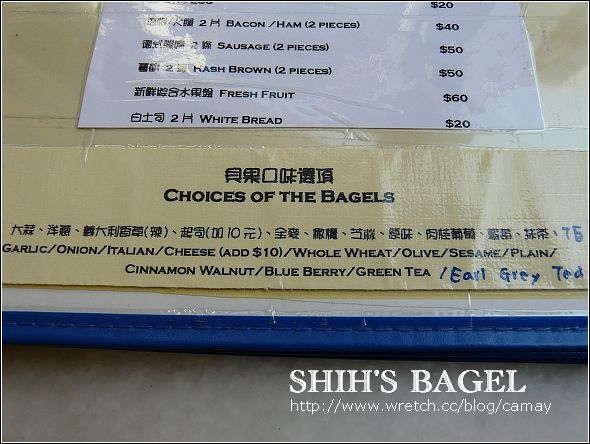 $20
培根/火腿 2 片 BACON /HAM (2 PIECES) $40
德式香腸 2 條 SAUSAGE (2 PIECES) $50
薯餅 2 塊 HASH BROWN (2 PIECES) $50
新鮮綜合水果盤 FRESH FRUIT $60
白土司 2 片 WHITE BREAD $20
貝果口味選項
CHOICES OF THE BAGELS
大蒜、洋蔥、義大利香草(辣)、起司(加10元)、全麥、橄欖、芝麻、原味、肉桂葡萄、藍莓、抹茶、
GARLIC/ONION/ITALIAN/CHEESE (ADD $10)/WHOLE WHEAT/OLIVE/SESAME/PLAIN/
CINNAMON WALNUT/BLUE BERRY/GREEN TEA /Earl Grey Tea
SHIH'S BAGEL
http://www.wretch.cc/blog/camay